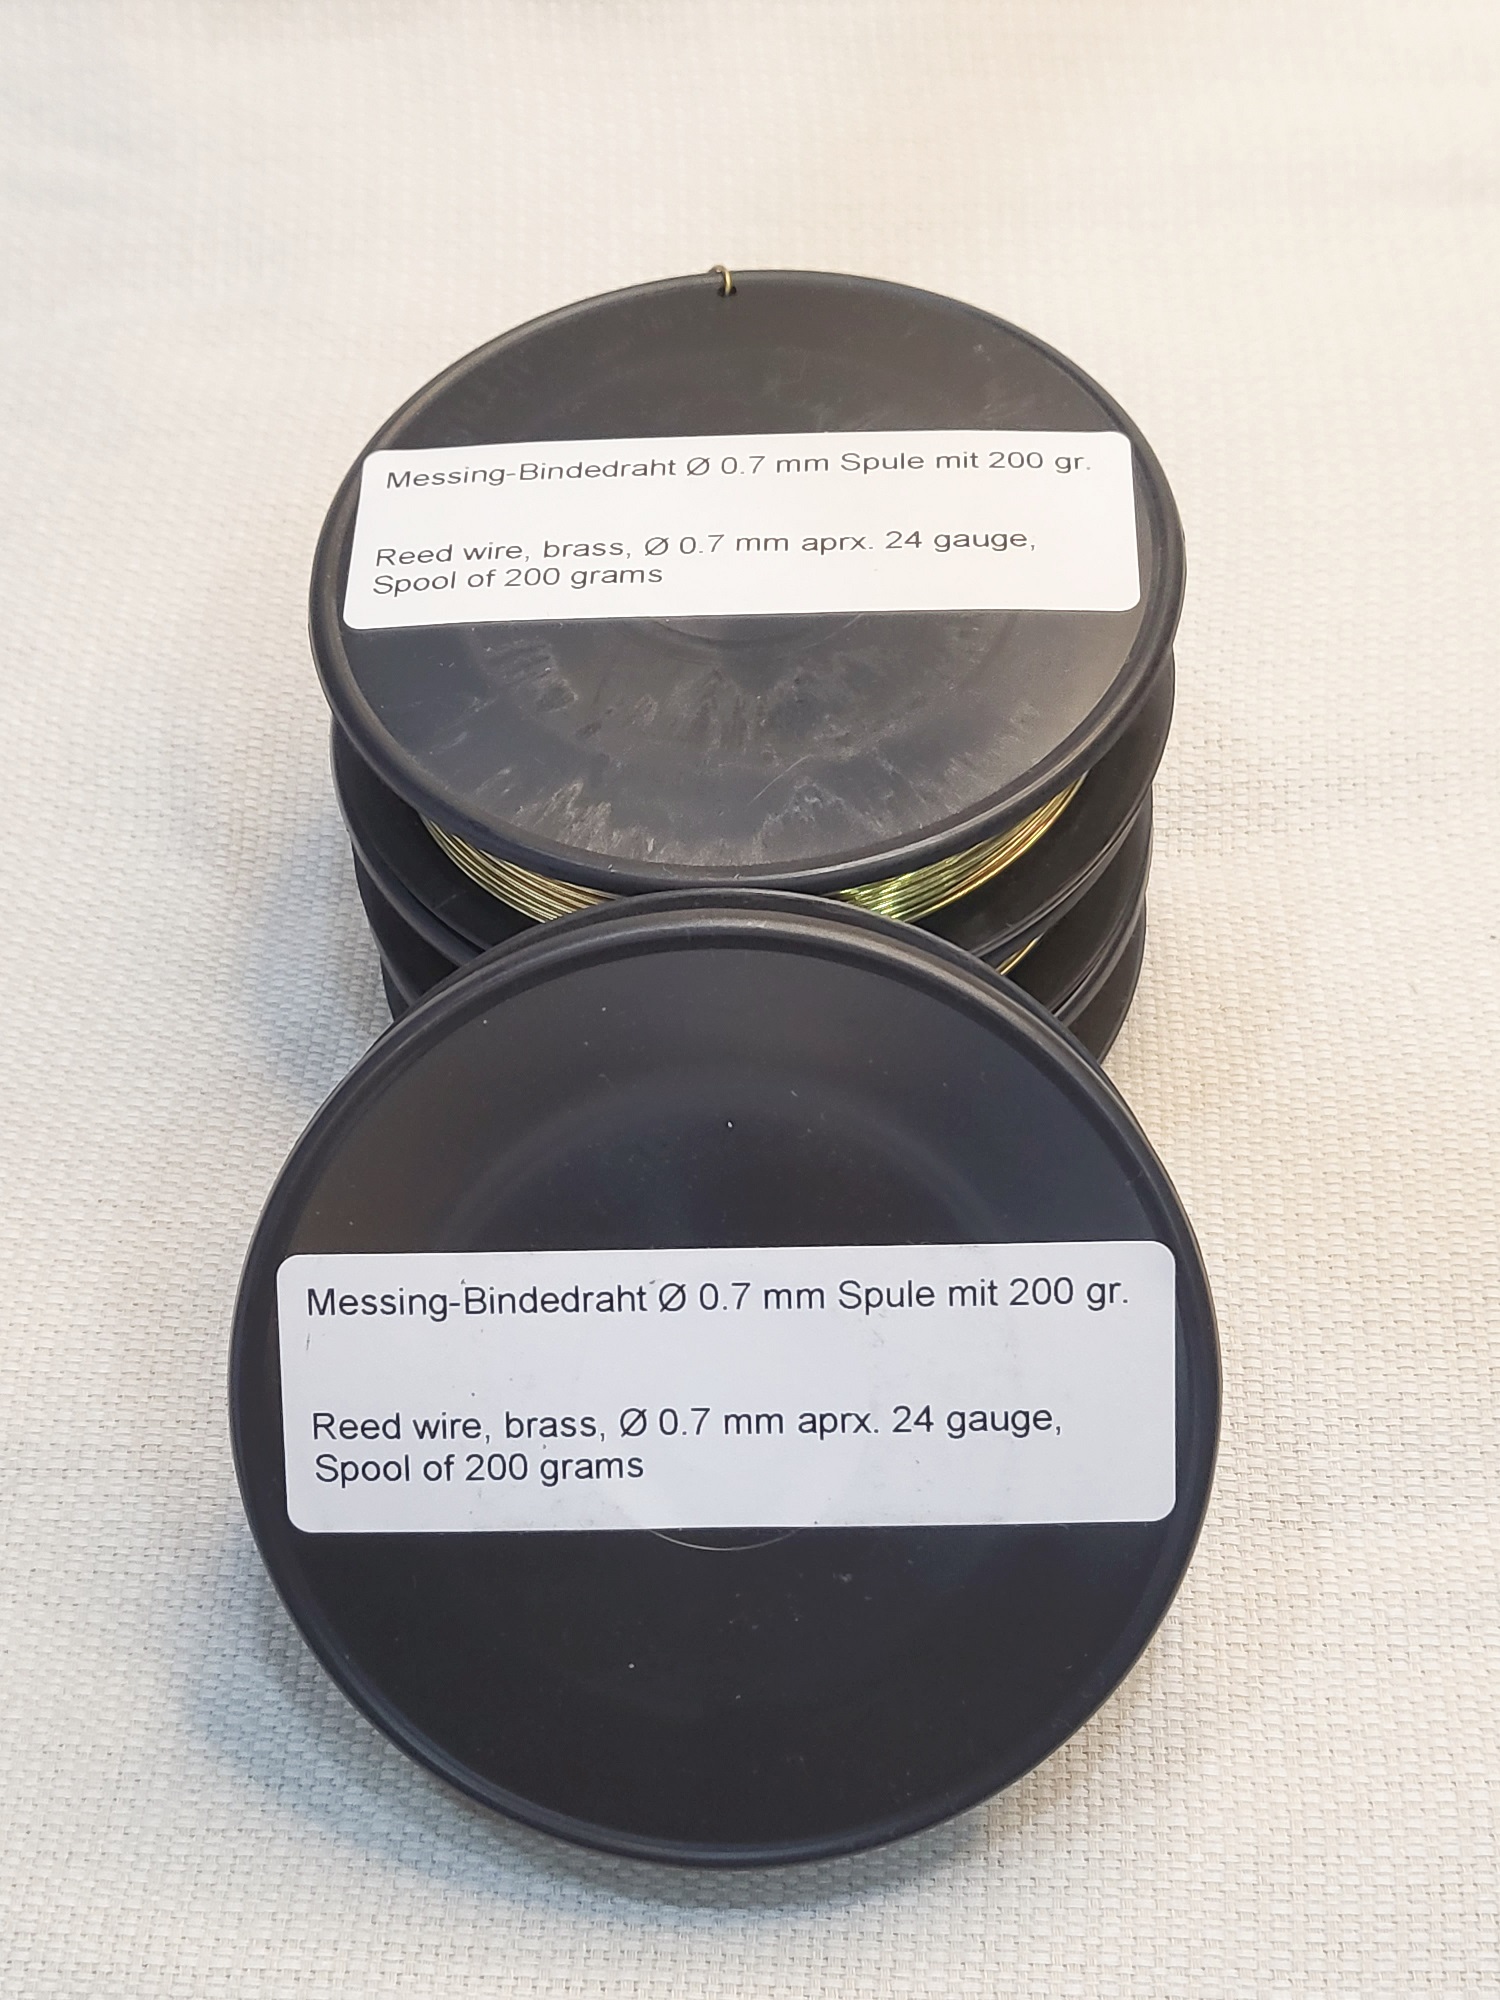 Messing-Bindedraht Ø 0.7 mm Spule mit 200 gr.
Reed wire, brass, Ø 0.7 mm aprx. 24 gauge,
Spool of 200 grams
Messing-Bindedraht Ø 0.7 mm Spule mit 200 gr.
Reed wire, brass, Ø 0.7 mm aprx. 24 gauge,
Spool of 200 grams